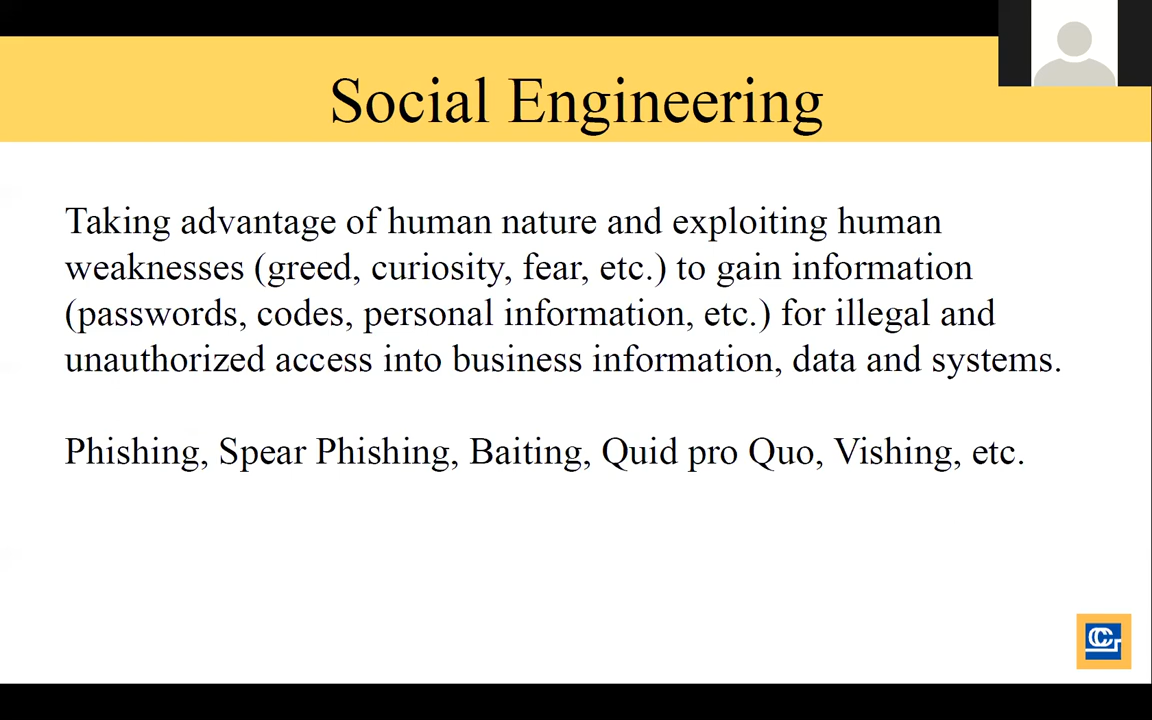 Social Engineering
Taking advantage of human nature and exploiting human
weaknesses (greed, curiosity, fear, etc.) to gain information
(passwords, codes, personal information, etc.) for illegal and
unauthorized access into business information, data and systems.
Phishing, Spear Phishing, Baiting, Quid pro Quo, Vishing, etc.